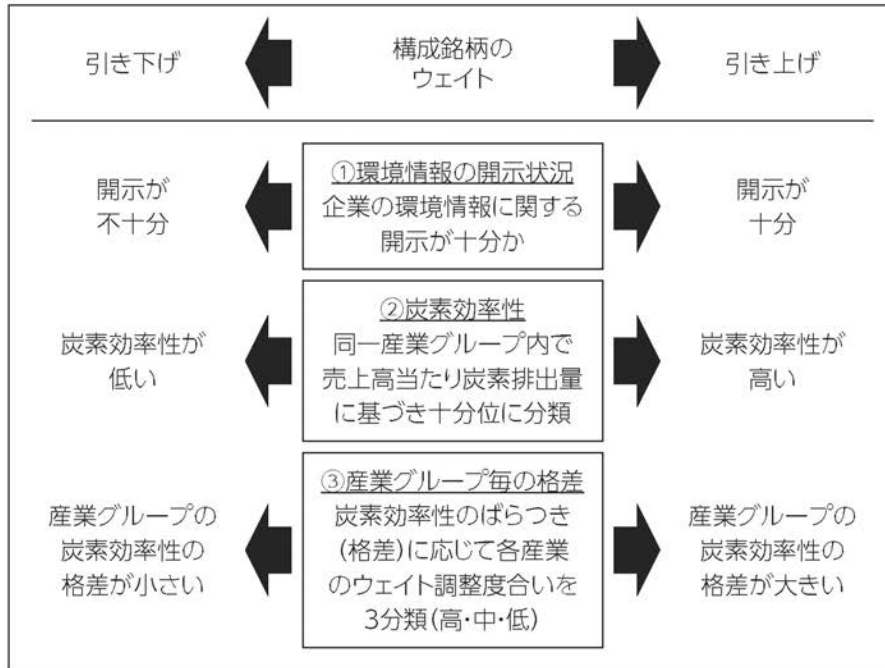 引き下げ
構成銘柄の
ウェイト
引き上げ
開示が
不十分
①環境情報の開示状況
企業の環境情報に関する
開示が十分か
開示が
十分
炭素効率性が
低い
②炭素効率性
同一産業グループ内で
売上高当たり炭素排出量
に基づき十分位に分類
炭素効率性が
高い
産業グループの
炭素効率性の
格差が小さい
③産業グループ毎の格差
炭素効率性のばらつき
(格差)に応じて各産業
のウェイト調整度合いを
3分類(高・中・低)
産業グループの
炭素効率性の
格差が大きい